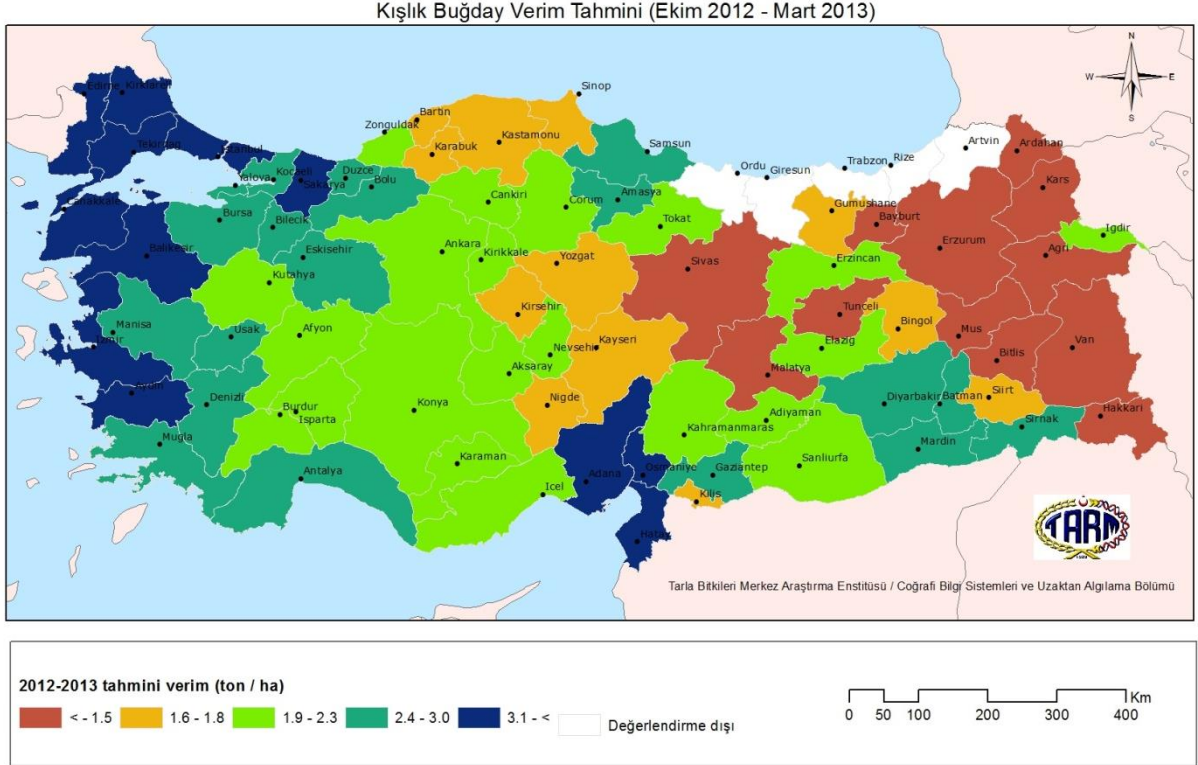 Kışlık Buğday Verim Tahmini (Ekim 2012 - Mart 2013)
N
W E
S
Sinop
Edirne Kirklareli
Bartin
Zonguldak
Kastamonu
Karabuk
Samsun
Artvin
Ardahan
Tekirdag
Istanbul
Ordu
Giresun
Trabzon
Rize
Kocaeli
Sakarya
Duzce
Bolu
Yalova
Kars
Canakkale
Cankiri
Corum
Amasya
Gumushane
Bayburt
Bursa
Bilecik
Tokat
Igdir
Balikesir
Eskisehir
Ankara
Kirikkale
Yozgat
Sivas
Erzincan
Erzurum
Agri
Kutahya
Kirsehir
Tunceli
Bingol
Manisa
Usak
Afyon
Izmir
Nevsehir
Kayseri
Elazig
Mus
Bitlis
Van
Aksaray
Malatya
Aydin
Denizli
Burdur
Isparta
Konya
Nigde
Diyarbakir
Batman
Siirt
Adiyaman
Hakkari
Mugla
Kahramanmaras
Sirnak
Mardin
Karaman
Antalya
Icel
Adana
Osmaniye
Gaziantep
Sanliurfa
Kilis
Hatay
TARM
Tarla Bitkileri Merkez Araştırma Enstitüsü / Coğrafi Bilgi Sistemleri ve Uzaktan Algılama Bölümü
2012-2013 tahmini verim (ton / ha)
< - 1.5 1.6 - 1.8 1.9 - 2.3 2.4 - 3.0 3.1 - < Değerlendirme dışı
Km
0 50 100 200 300 400